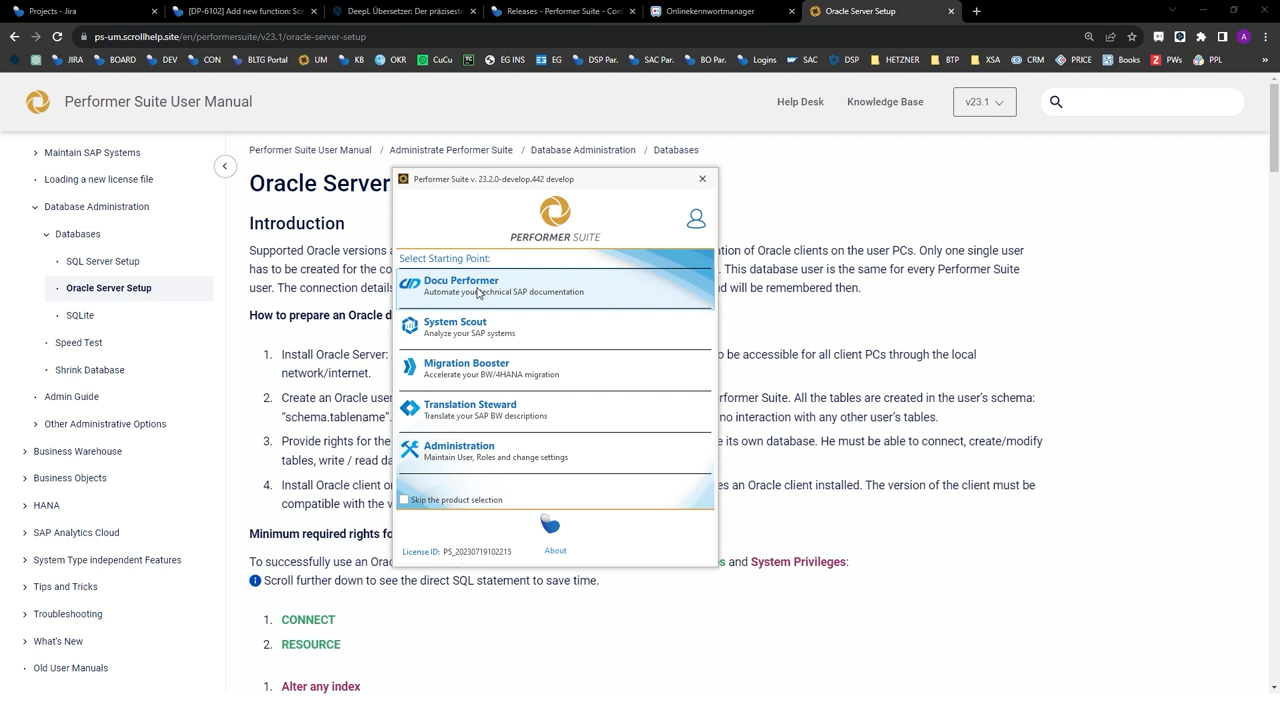 Projects - Jira
[DP-6102] Add new function: Sce
DeepL Übersetzer: Der präziseste
Releases - Performer Suite - Con
Onlinekennwortmanager
Oracle Server Setup
ps-um.scrollhelp.site/en/performersuite/v23.1/oracle-server-setup
A
JIRA
BOARD
DEV
CON
BLTG Portal
UM
KB
OKR
CuCu
TC
EG INS
EG
DSP Par.
SAC Par.
BO Par.
Logins
SAC
DSP
HETZNER
BTP
XSA
CRM
PRICE
Books
PWs
PPL
Performer Suite User Manual
Help Desk
Knowledge Base
v23.1
Maintain SAP Systems
Loading a new license file
Database Administration
Databases
SQL Server Setup
Oracle Server Setup
SQLite
Speed Test
Shrink Database
Admin Guide
Other Administrative Options
Business Warehouse
Business Objects
HANA
SAP Analytics Cloud
System Type independent Features
Tips and Tricks
Troubleshooting
What's New
Old User Manuals
Performer Suite User Manual / Administrate Performer Suite / Database Administration / Databases
Oracle Server
Introduction
Supported Oracle versions a
tion of Oracle clients on the user PCs. Only one single user
has to be created for the co
This database user is the same for every Performer Suite
user. The connection details
d will be remembered then.
How to prepare an Oracle d
1. Install Oracle Server:
o be accessible for all client PCs through the local
network/internet.
2. Create an Oracle user
rformer Suite. All the tables are created in the user's schema:
"schema.tablename".
no interaction with any other user's tables.
3. Provide rights for the
e its own database. He must be able to connect, create/modify
tables, write / read da
4. Install Oracle client o
es an Oracle client installed. The version of the client must be
compatible with the v
Minimum required rights fo
To successfully use an Orac
s and System Privileges:
Scroll further down to see the direct SQL statement to save time.
1. CONNECT
2. RESOURCE
1. Alter any index
Performer Suite v. 23.2.0-develop.442 develop
PERFORMER SUITE
Select Starting Point:
Docu Performer
Automate your technical SAP documentation
System Scout
Analyze your SAP systems
Migration Booster
Accelerate your BW/4HANA migration
Translation Steward
Translate your SAP BW descriptions
Administration
Maintain User, Roles and change settings
Skip the product selection
License ID: PS_20230719102215
About